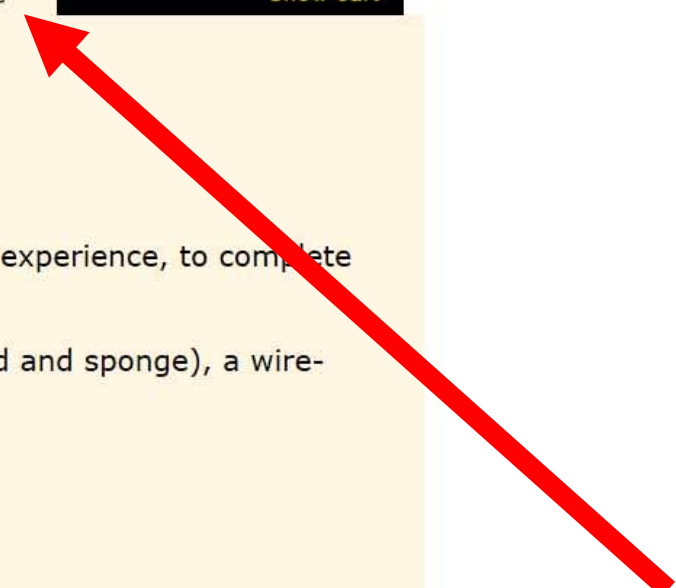 experience, to complete
and sponge), a wire-